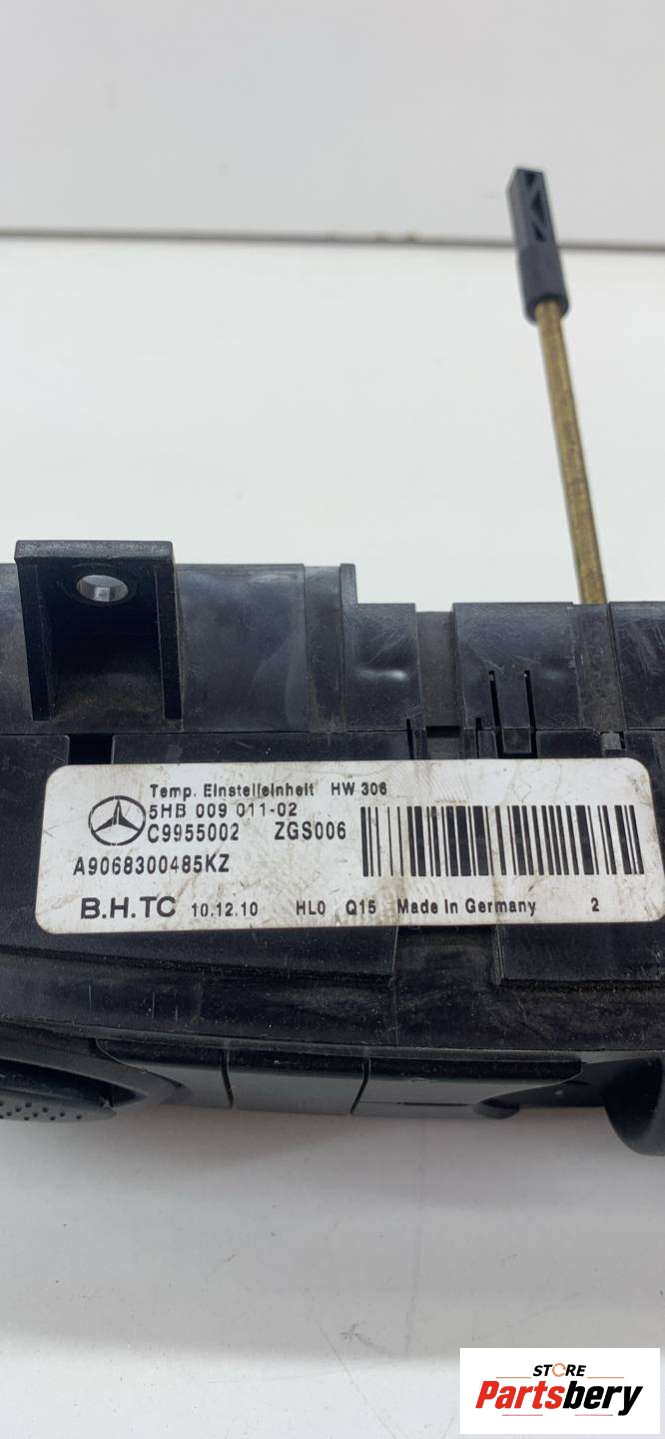 Temp. Einstelleinheit HW 306
5HB 009 011-02
C9955002 ZGS006
A9068300485KZ
B.H.TC 10.12.10 HL0 Q15 Made In Germany 2
STORE
Partsbery